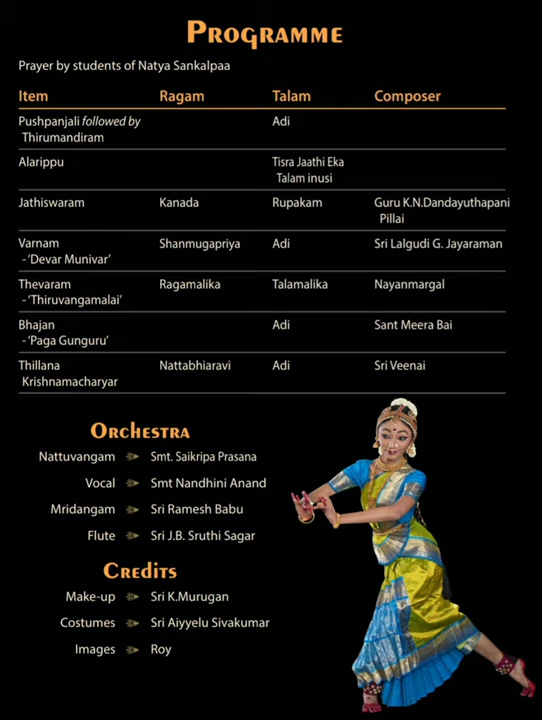 Programme
Prayer by students of Natya Sankalpaa
Item Ragam Talam Composer
Pushpanjali followed by Adi
Thirumandiram
Alarippu Tisra Jaathi Eka
Talam inusi
Jathiswaram Kanada Rupakam Guru K.N.Dandayuthapani
Pillai
Varnam Shanmugapriya Adi Sri Lalgudi G. Jayaraman
- ‘Devar Munivar’
Thevaram Ragamalika Talamalika Nayanmargal
- ‘Thiruvangamalai’
Bhajan Adi Sant Meera Bai
- ‘Paga Gunguru’
Thillana Nattabhiaravi Adi Sri Veenai
Krishnamacharyar
Orchestra
Nattuvangam Smt. Saikripa Prasana
Vocal Smt Nandhini Anand
Mridangam Sri Ramesh Babu
Flute Sri J.B. Sruthi Sagar
Credits
Make-up Sri K.Murugan
Costumes Sri Aiyyelu Sivakumar
Images Roy